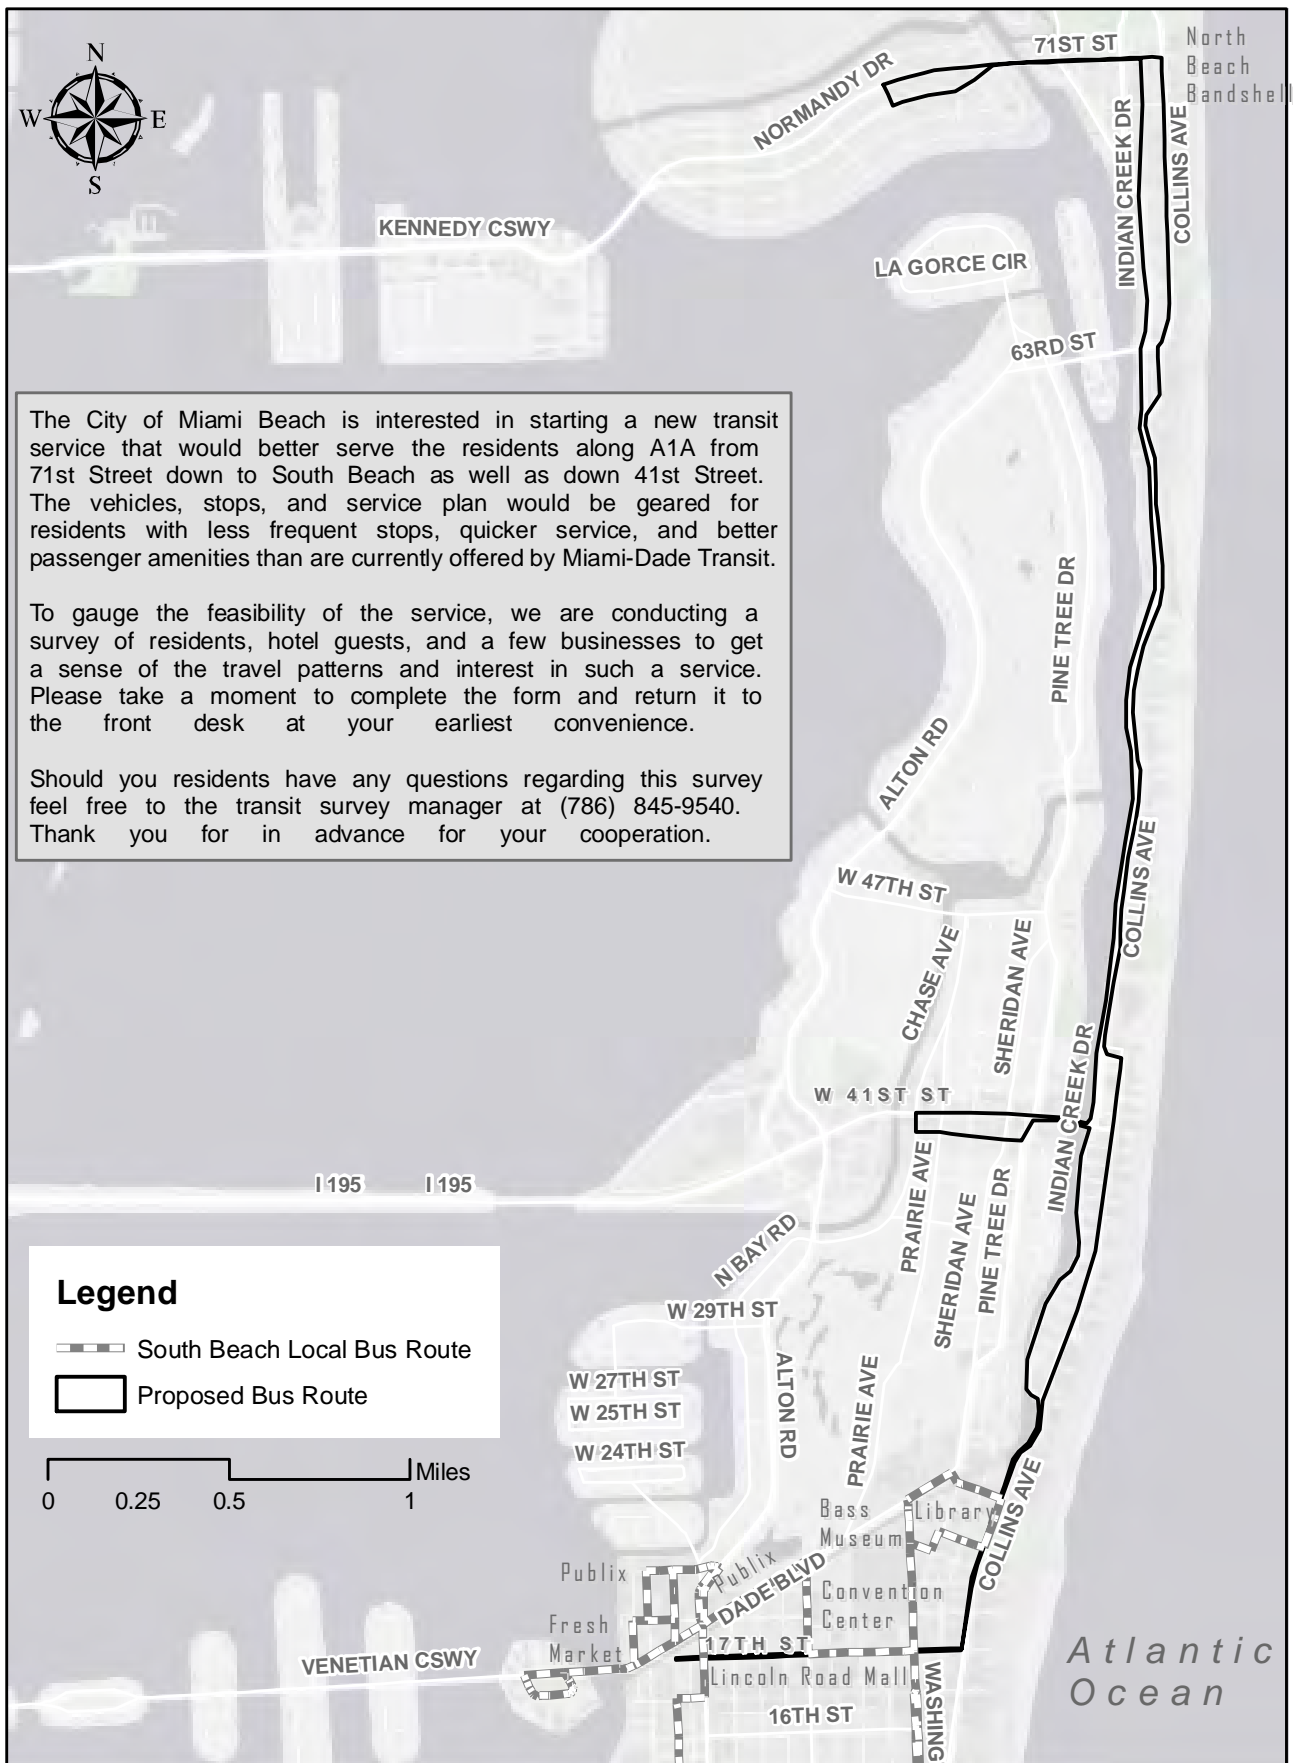 N
W
E
S
71ST ST
North
Beach
Bandshell
NORMANDY DR
INDIAN CREEK DR
COLLINS AVE
KENNEDY CSWY
LA GORCE CIR
63RD ST
The City of Miami Beach is interested in starting a new transit
service that would better serve the residents along A1A from
71st Street down to South Beach as well as down 41st Street.
The vehicles, stops, and service plan would be geared for
residents with less frequent stops, quicker service, and better
passenger amenities than are currently offered by Miami-Dade Transit.
To gauge the feasibility of the service, we are conducting a
survey of residents, hotel guests, and a few businesses to get
a sense of the travel patterns and interest in such a service.
Please take a moment to complete the form and return it to
the front desk at your earliest convenience.
Should you residents have any questions regarding this survey
feel free to the transit survey manager at (786) 845-9540.
Thank you for in advance for your cooperation.
PINE TREE DR
ALTON RD
COLLINS AVE
W 47TH ST
CHASE AVE
SHERIDAN AVE
INDIAN CREEK DR
W 41ST ST
I 195
I 195
PRAIRIE AVE
SHERIDAN AVE
PINE TREE DR
N BAY RD
W 29TH ST
W 27TH ST
W 25TH ST
W 24TH ST
ALTON RD
PRAIRIE AVE
Legend
South Beach Local Bus Route
Proposed Bus Route
Miles
0
0.25
0.5
1
Bass
Museum
Library
COLLINS AVE
Publix
Publix
DADE BLVD
Convention
Center
Fresh
Market
17TH ST
VENETIAN CSWY
Lincoln Road Mall
WASHING
16TH ST
Atlantic
Ocean